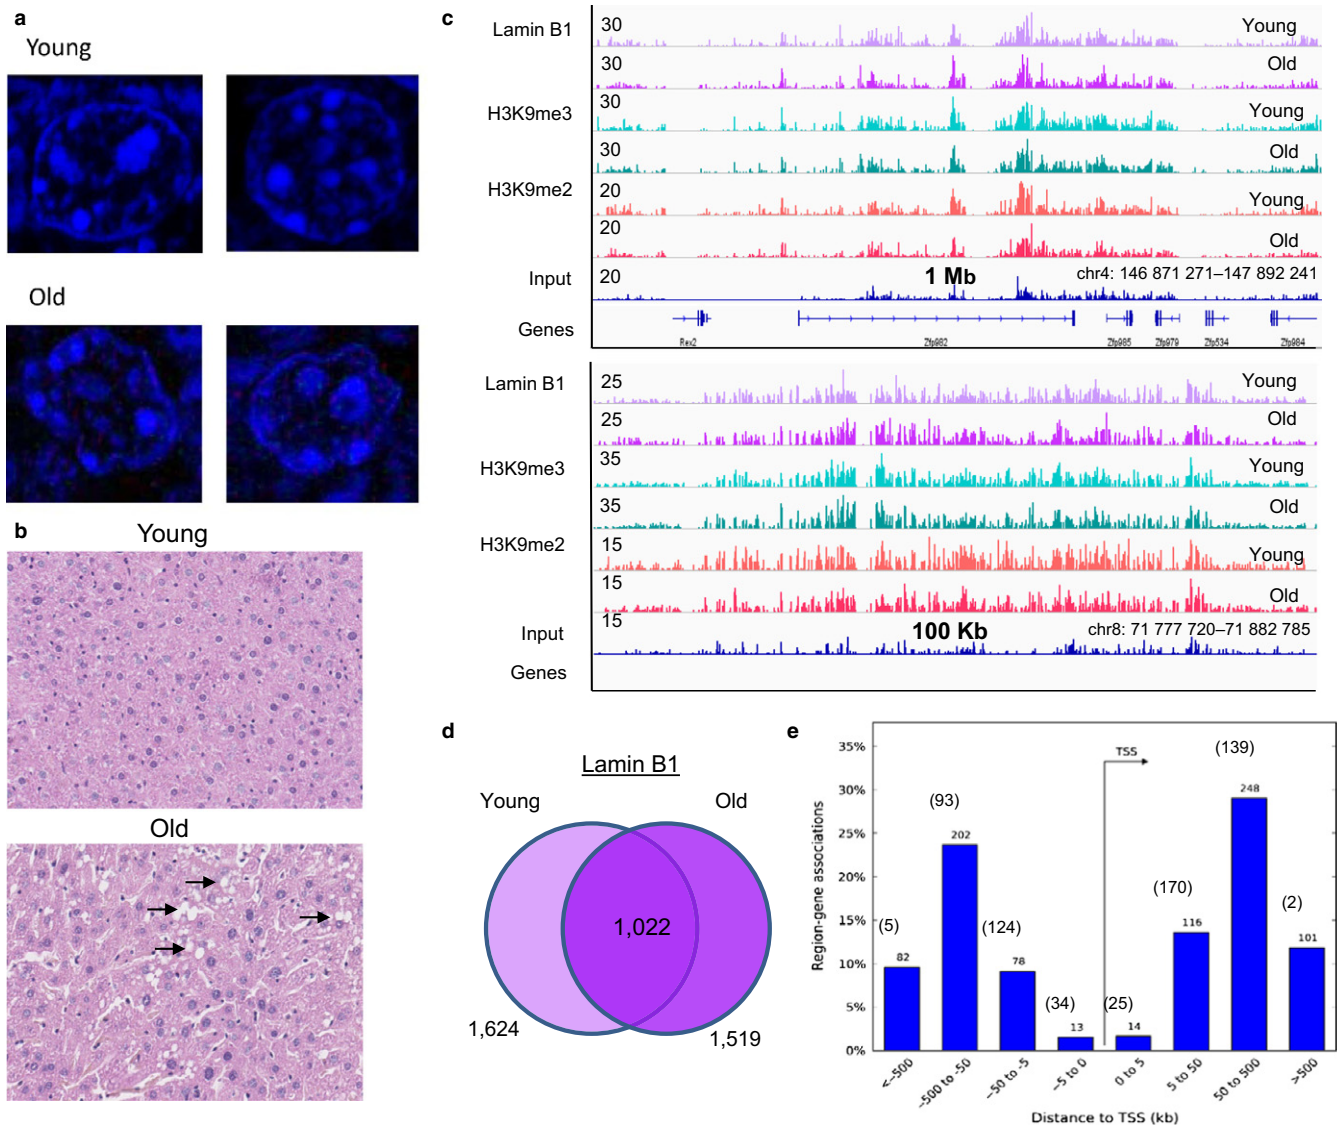 a
Young
Old
b
Young
Old
c
Lamin B1
30
Young
30
Old
H3K9me3
30
Young
30
Old
H3K9me2
20
Young
20
Old
Input
20
1 Mb
chr4: 146 871 271–147 892 241
Genes
Rex2
Zfp982
Zfp985
Zfp979
Zfp534
Zfp984
Lamin B1
25
Young
25
Old
H3K9me3
35
Young
35
Old
H3K9me2
15
Young
15
Old
15
Input
100 Kb
chr8: 71 777 720–71 882 785
Genes
d
Lamin B1
Young
Old
1,022
1,624
1,519
e
Region-gene associations
35%
30%
25%
20%
15%
10%
5%
0%
TSS
(5)
82
(93)
202
(124)
78
(34)
13
(25)
14
(170)
116
(139)
248
(2)
101
<-500
-500 to -50
-50 to -5
-5 to 0
0 to 5
5 to 50
50 to 500
>500
Distance to TSS (kb)